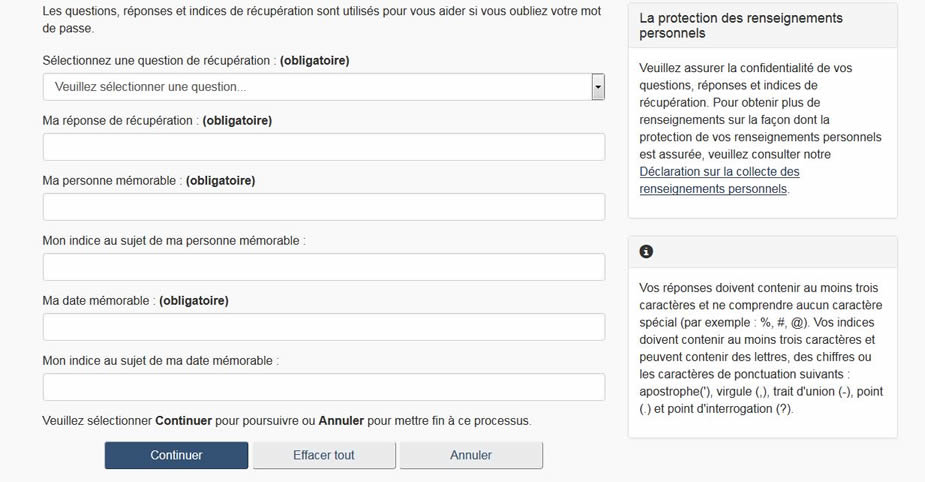 Les questions, réponses et indices de récupération sont utilisés pour vous aider si vous oubliez votre mot
de passe.
Sélectionnez une question de récupération : (obligatoire)
Veuillez sélectionner une question...
Ma réponse de récupération : (obligatoire)
Ma personne mémorable : (obligatoire)
Mon indice au sujet de ma personne mémorable :
Ma date mémorable : (obligatoire)
Mon indice au sujet de ma date mémorable :
Veuillez sélectionner Continuer pour poursuivre ou Annuler pour mettre fin à ce processus.
Continuer
Effacer tout
Annuler
La protection des renseignements
personnels
Veuillez assurer la confidentialité de vos
questions, réponses et indices de
récupération. Pour obtenir plus de
renseignements sur la façon dont la
protection de vos renseignements personnels
est assurée, veuillez consulter notre
Déclaration sur la collecte des
renseignements personnels.
Vos réponses doivent contenir au moins trois
caractères et ne comprendre aucun caractère
spécial (par exemple : %, #, @). Vos indices
doivent contenir au moins trois caractères et
peuvent contenir des lettres, des chiffres ou
les caractères de ponctuation suivants :
apostrophe('), virgule (,), trait d'union (-), point
(.) et point d'interrogation (?).